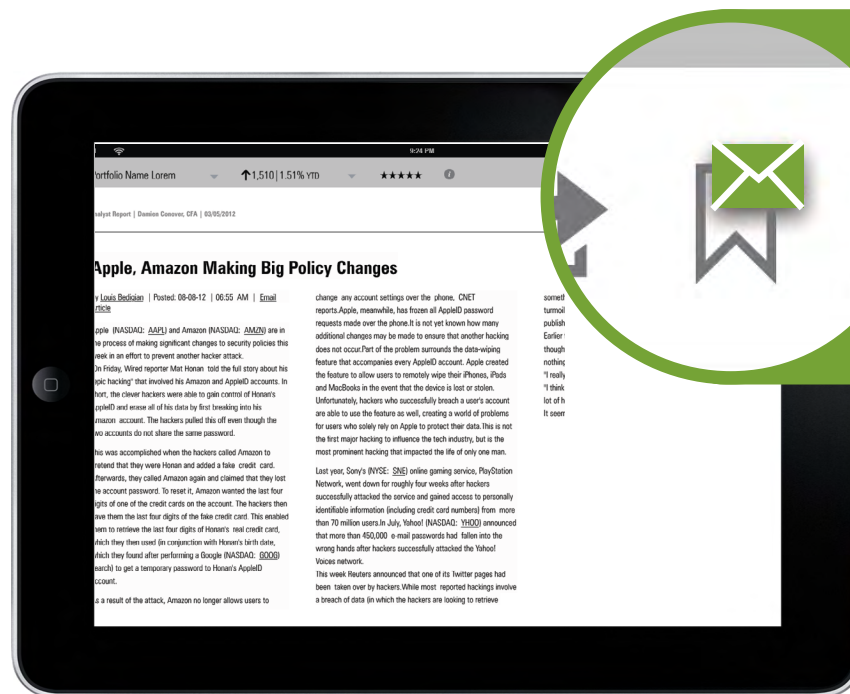 9:24 PM
Portfolio Name Lorem
1,510 | 1.51% YTD
★★★★★
i
Analyst Report | Damien Conover, CFA | 03/05/2012
Apple, Amazon Making Big Policy Changes
y Louis Bedigian | Posted: 08-08-12 | 06:55 AM | Email
rticle
pple (NASDAQ: AAPL) and Amazon (NASDAQ: AMZN) are in
e process of making significant changes to security policies this
eek in an effort to prevent another hacker attack.
On Friday, Wired reporter Mat Honan told the full story about his
epic hacking" that involved his Amazon and AppleID accounts. In
hort, the clever hackers were able to gain control of Honan's
ppleID and erase all of his data by first breaking into his
mazon account. The hackers pulled this off even though the
wo accounts do not share the same password.
his was accomplished when the hackers called Amazon to
retend that they were Honan and added a fake credit card.
fterwards, they called Amazon again and claimed that they lost
he account password. To reset it, Amazon wanted the last four
igits of one of the credit cards on the account. The hackers then
ave them the last four digits of the fake credit card. This enabled
em to retrieve the last four digits of Honan's real credit card,
hich they then used (in conjunction with Honan's birth date,
hich they found after performing a Google (NASDAQ: GOOG)
earch) to get a temporary password to Honan's AppleID
ccount.
s a result of the attack, Amazon no longer allows users to
change any account settings over the phone, CNET
reports.Apple, meanwhile, has frozen all AppleID password
requests made over the phone.It is not yet known how many
additional changes may be made to ensure that another hacking
does not occur.Part of the problem surrounds the data-wiping
feature that accompanies every AppleID account. Apple created
the feature to allow users to remotely wipe their iPhones, iPads
and MacBooks in the event that the device is lost or stolen.
Unfortunately, hackers who successfully breach a user's account
are able to use the feature as well, creating a world of problems
for users who solely rely on Apple to protect their data.This is not
the first major hacking to influence the tech industry, but is the
most prominent hacking that impacted the life of only one man.
Last year, Sony's (NYSE: SNE) online gaming service, PlayStation
Network, went down for roughly four weeks after hackers
successfully attacked the service and gained access to personally
identifiable information (including credit card numbers) from more
than 70 million users.In July, Yahoo! (NASDAQ: YHOO) announced
that more than 450,000 e-mail passwords had fallen into the
wrong hands after hackers successfully attacked the Yahoo!
Voices network.
This week Reuters announced that one of its Twitter pages had
been taken over by hackers.While most reported hackings involve
a breach of data (in which the hackers are looking to retrieve
someth
turmoil
publish
Earlier
though
nothing
"I really
"I think
lot of h
It seem